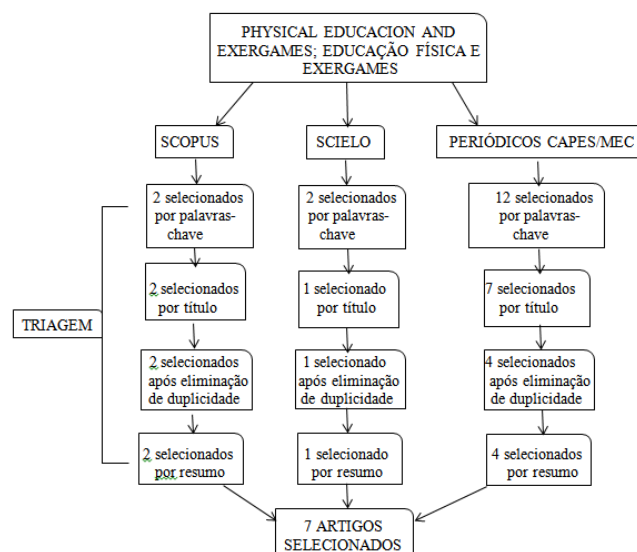 PHYSICAL EDUCACION AND
EXERGAMES; EDUCAÇÃO FÍSICA E
EXERGAMES
SCOPUS
SCIELO
PERIÓDICOS CAPES/MEC
2 selecionados
por palavras-
chave
2 selecionados
por palavras-
chave
12 selecionados
por palavras-
chave
2 selecionados
por título
1 selecionados
por título
7 selecionados
por título
TRIAGEM
2 selecionados
após eliminação
de duplicidade
1 selecionado
após eliminação
de duplicidade
4 selecionados
após eliminação
de duplicidade
2 selecionados
por resumo
1 selecionado
por resumo
4 selecionados
por resumo
7 ARTIGOS
SELECIONADOS